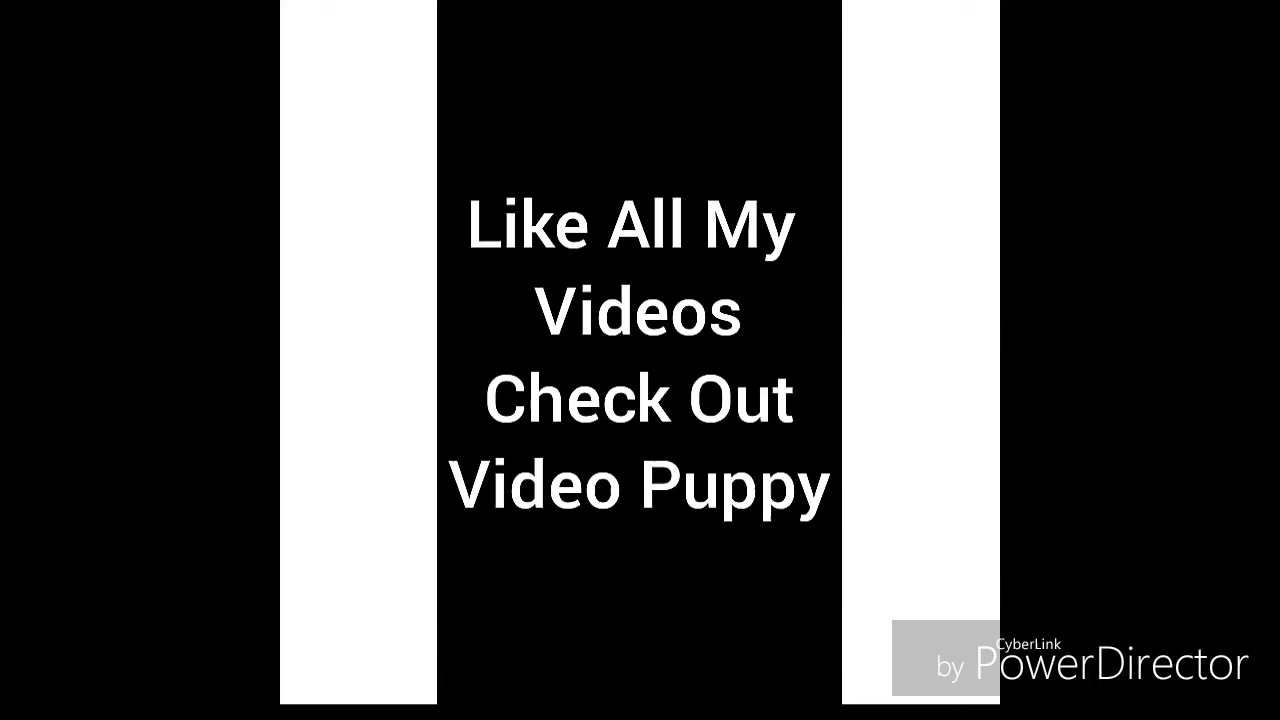 Like All My
Videos
Check Out
Video Puppy
CyberLink
by PowerDirector